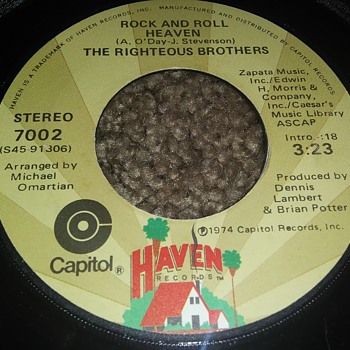 HAVEN IS A TRADEMARK OF HAVEN RECORDS, INC. MANUFACTURED AND DISTRIBUTED BY CAPITOL RECORDS, INC.
ROCK AND ROLL
HEAVEN
(A. O'Day-J. Stevenson)
THE RIGHTEOUS BROTHERS
STEREO
7002
(S45-91306)
Arranged by
Michael
Omartian
Zapata Music,
Inc./Edwin
H. Morris &
Company,
Inc./Caesar's
Music Library
ASCAP
Intro.-:18
3:23
Produced by
Dennis
Lambert
& Brian Potter
℗1974 Capitol Records, Inc.
Capitol®
HAVEN
RECORDS™